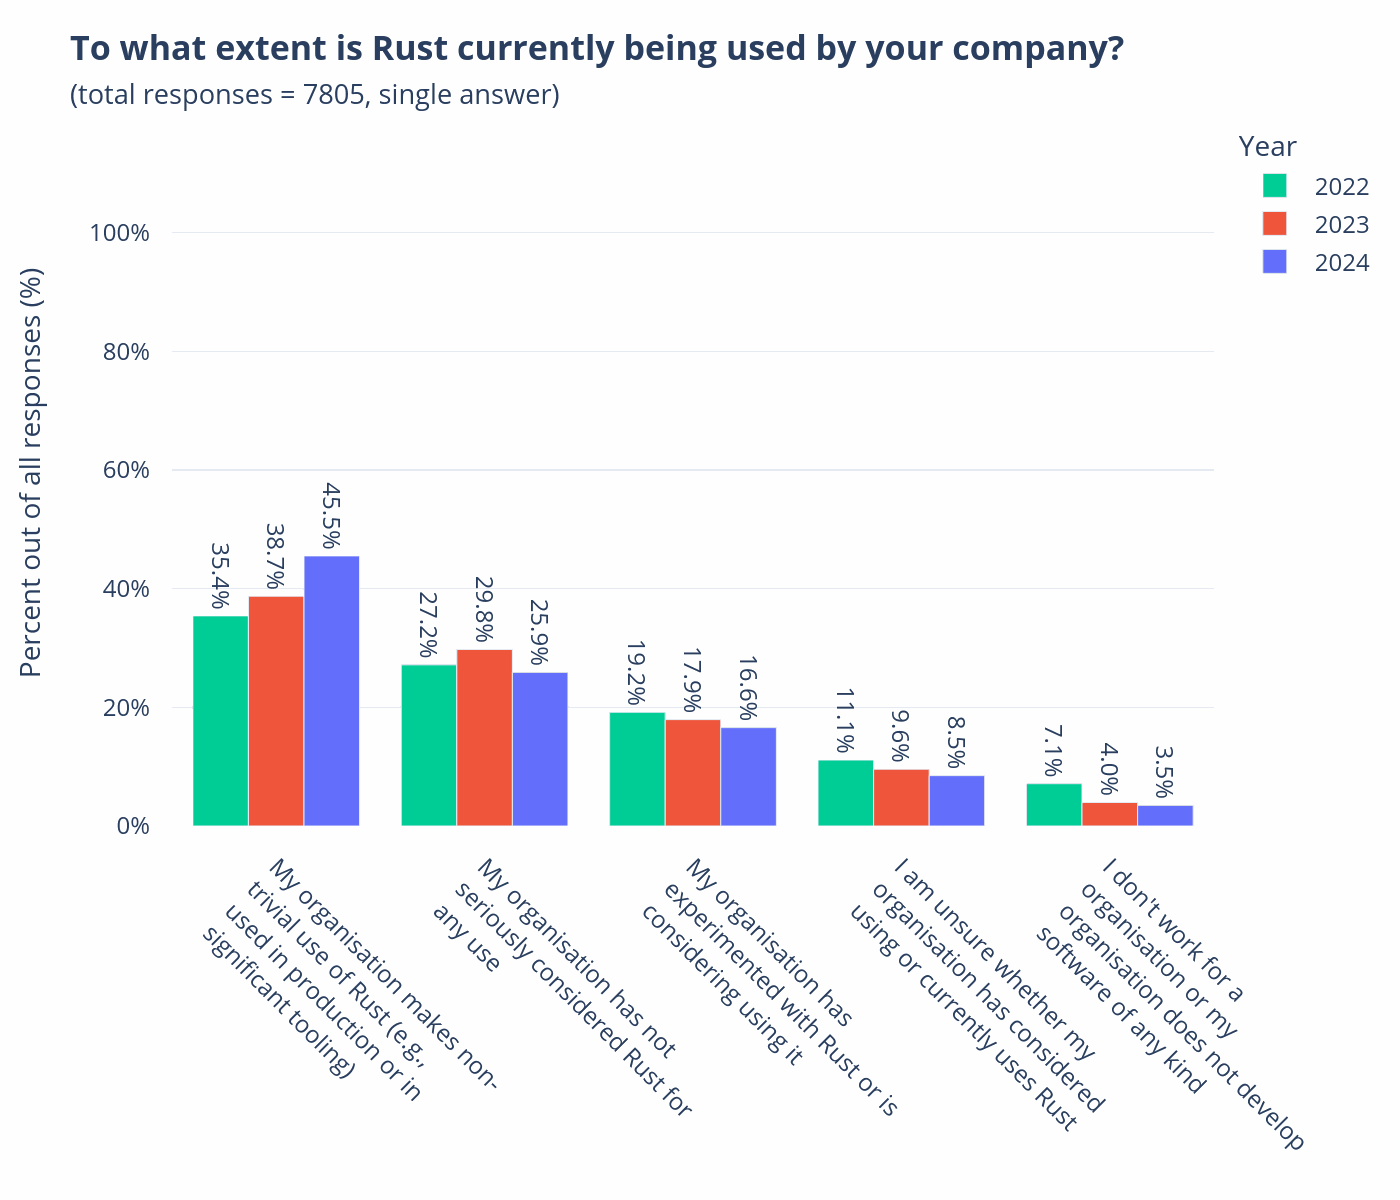 To what extent is Rust currently being used by your company?
(total responses = 7805, single answer)
Year
2022
2023
2024
Percent out of all responses (%)
100%
80%
60%
40%
20%
0%
35.4%
38.7%
45.5%
27.2%
29.8%
25.9%
19.2%
17.9%
16.6%
11.1%
9.6%
8.5%
7.1%
4.0%
3.5%
My organisation makes non-
trivial use of Rust (e.g.,
used in production or in
significant tooling)
My organisation has not
seriously considered Rust for
any use
My organisation has
experimented with Rust or is
considering using it
I am unsure whether my
organisation has considered
using or currently uses Rust
I don't work for a
organisation or my
organisation does not develop
software of any kind